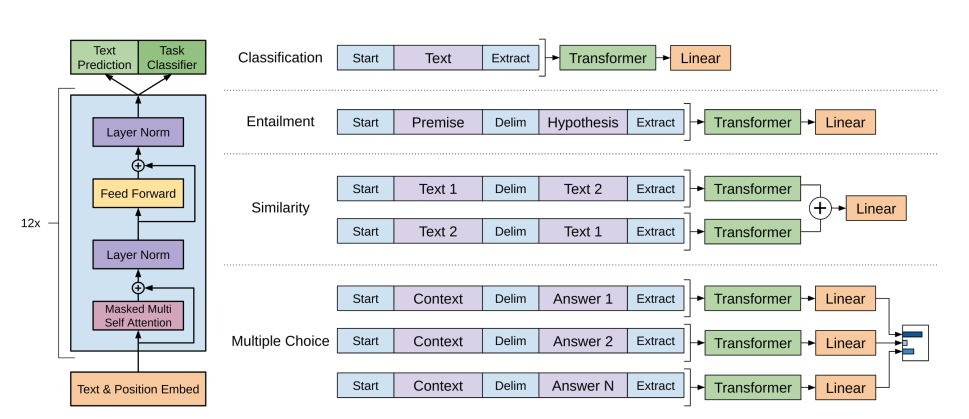 Text
Prediction
Task
Classifier
Layer Norm
Feed Forward
12x
Layer Norm
Masked Multi
Self Attention
Text & Position Embed
Classification
Start Text Extract Transformer Linear
Entailment
Start Premise Delim Hypothesis Extract Transformer Linear
Similarity
Start Text 1 Delim Text 2 Extract Transformer
Start Text 2 Delim Text 1 Extract Transformer
+ Linear
Multiple Choice
Start Context Delim Answer 1 Extract Transformer Linear
Start Context Delim Answer 2 Extract Transformer Linear
Start Context Delim Answer N Extract Transformer Linear